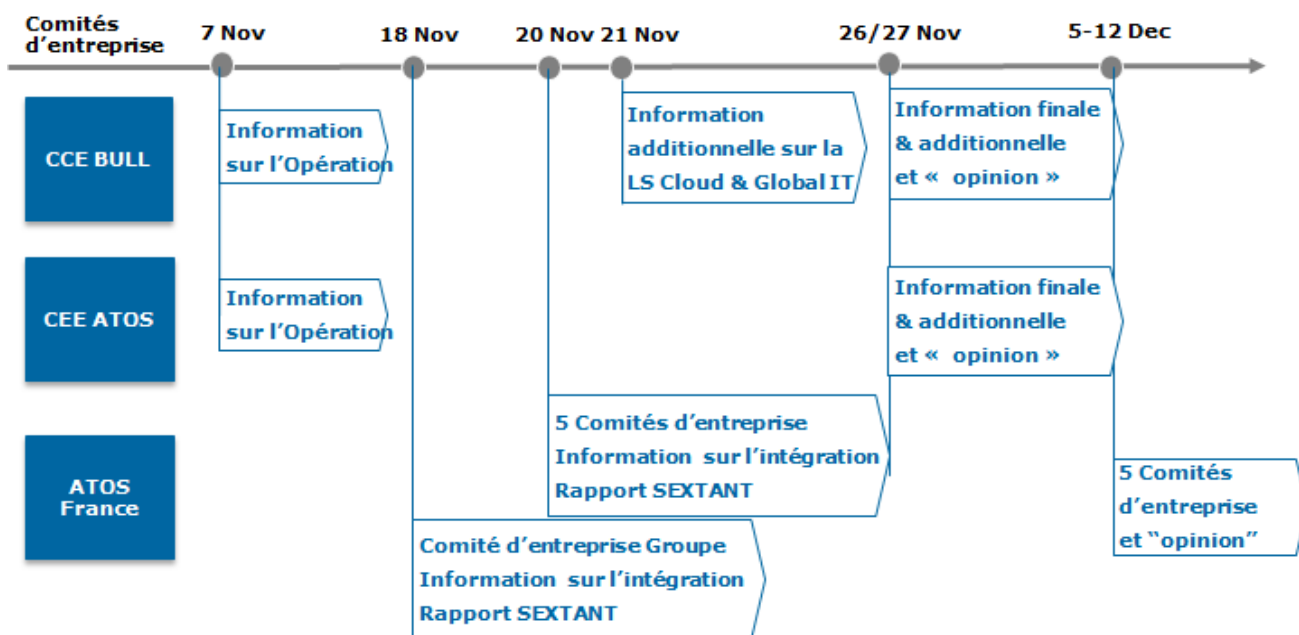 Comités
d'entreprise
7 Nov
18 Nov
20 Nov
21 Nov
26/27 Nov
5-12 Dec
CCE BULL
Information
sur l'Opération
Information
additionnelle sur la
LS Cloud & Global IT
Information finale
& additionnelle
et « opinion »
CEE ATOS
Information
sur l'Opération
Information finale
& additionnelle
et « opinion »
ATOS
France
5 Comités d'entreprise
Information sur l'intégration
Rapport SEXTANT
5 Comités
d'entreprise
et "opinion"
Comité d'entreprise Groupe
Information sur l'intégration
Rapport SEXTANT